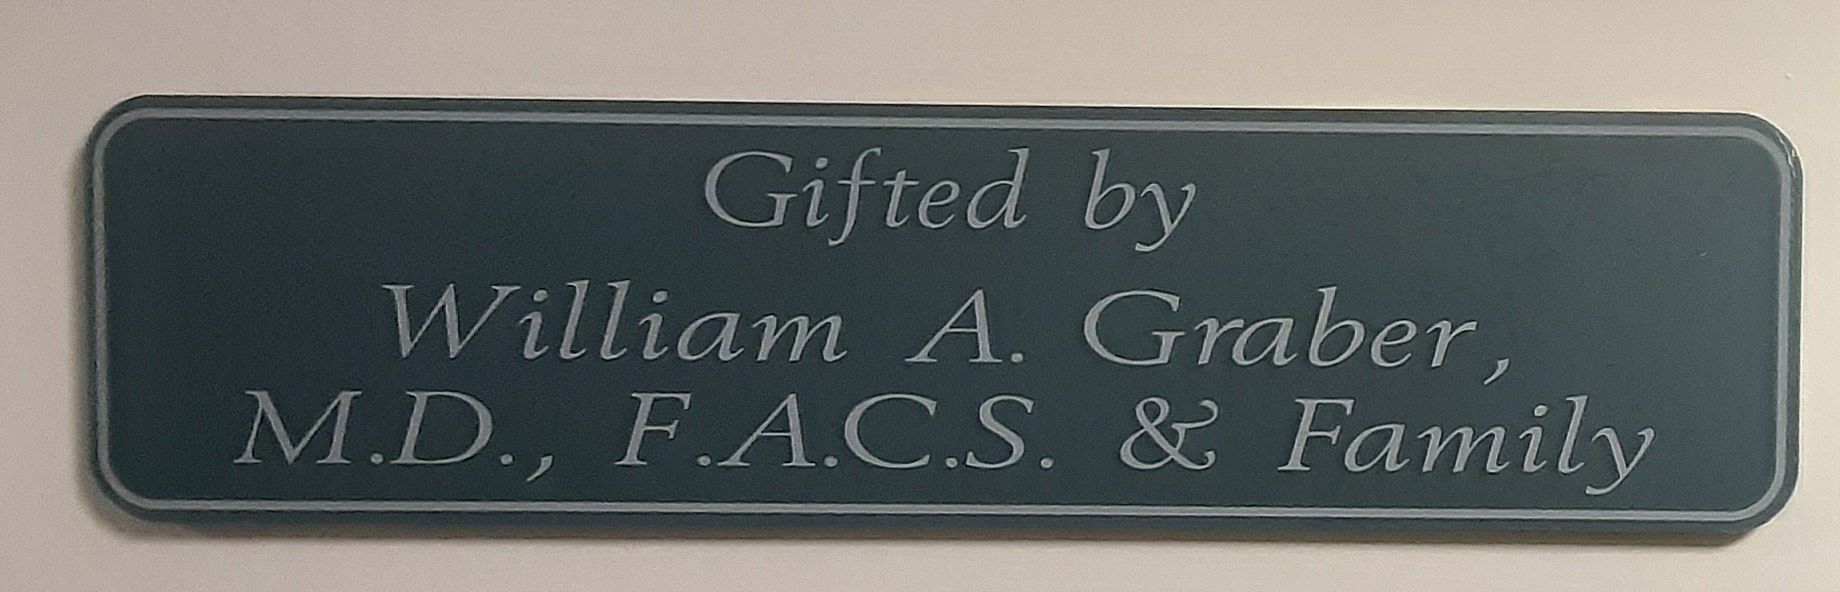 Gifted by
William A. Graber,
M.D., F.A.C.S. & Family